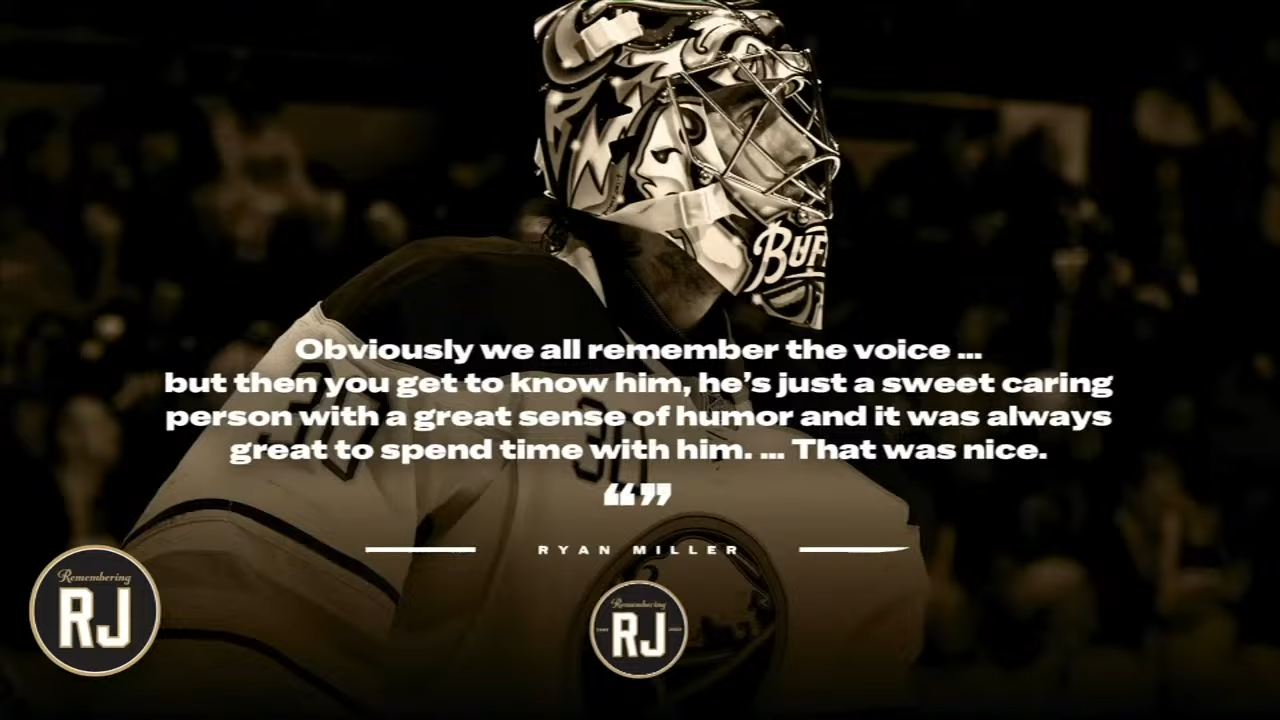 BUF
30
30
Obviously we all remember the voice ...
but then you get to know him, he's just a sweet caring
person with a great sense of humor and it was always
great to spend time with him. ... That was nice.
“”
RYAN MILLER
Remembering
RJ
Remembering
RJ